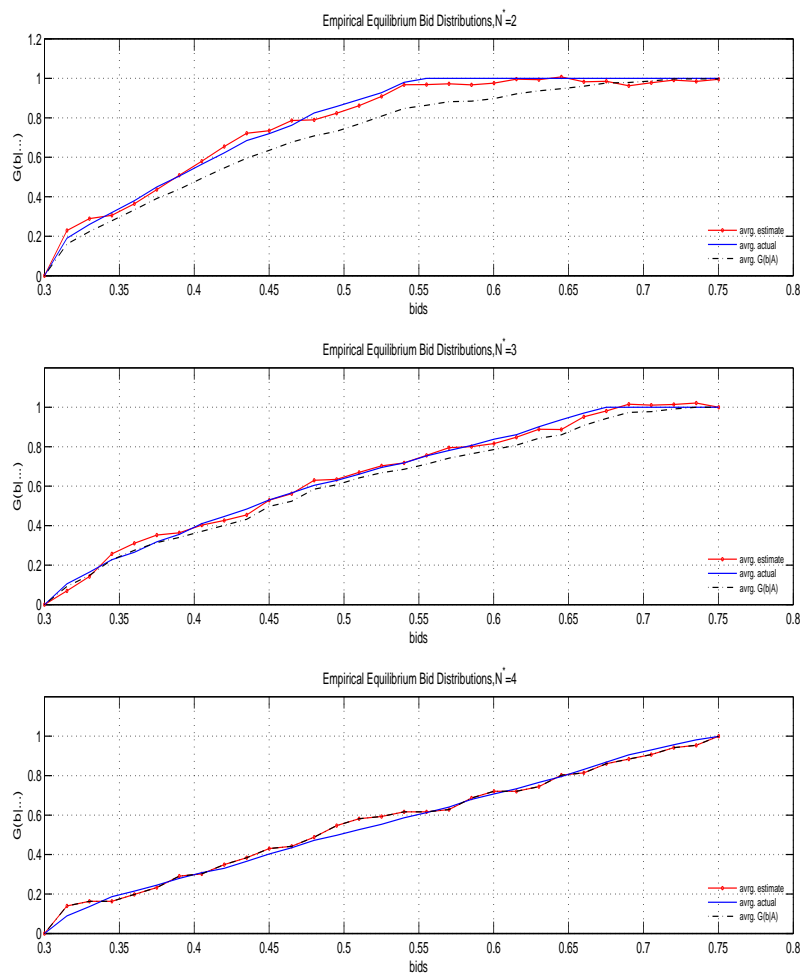 Empirical Equilibrium Bid Distributions,N*=2
1.2
1
0.8
0.6
0.4
0.2
0
G(b|...)
avrg. estimate
avrg. actual
avrg. G(b|A)
0.3 0.35 0.4 0.45 0.5 0.55 0.6 0.65 0.7 0.75 0.8
bids
Empirical Equilibrium Bid Distributions,N*=3
1
0.8
0.6
0.4
0.2
0
G(b|...)
avrg. estimate
avrg. actual
avrg. G(b|A)
0.3 0.35 0.4 0.45 0.5 0.55 0.6 0.65 0.7 0.75 0.8
bids
Empirical Equilibrium Bid Distributions,N*=4
1
0.8
0.6
0.4
0.2
0
G(b|...)
avrg. estimate
avrg. actual
avrg. G(b|A)
0.3 0.35 0.4 0.45 0.5 0.55 0.6 0.65 0.7 0.75 0.8
bids